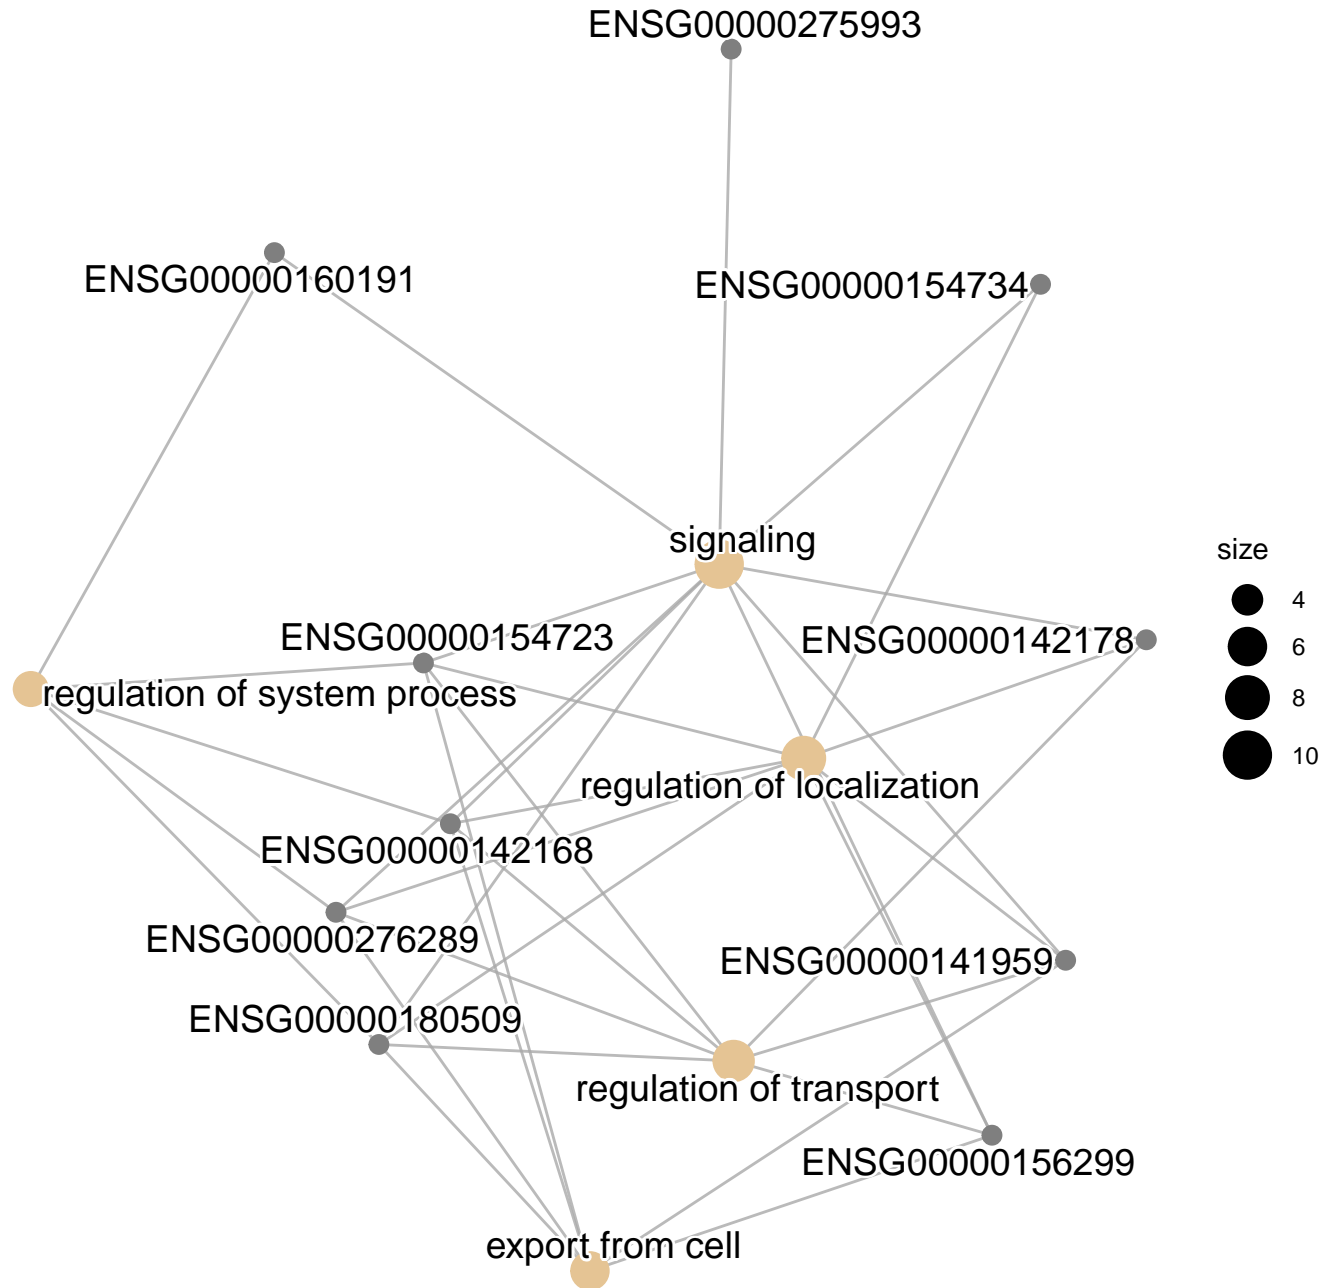 ENSG00000275993
ENSG00000160191
ENSG00000154734
signaling
size
4
ENSG00000154723
ENSG00000142178
6
regulation of system process
8
10
regulation of localization
ENSG00000142168
ENSG00000276289
ENSG00000141959
ENSG00000180509
regulation of transport
ENSG00000156299
export from cell